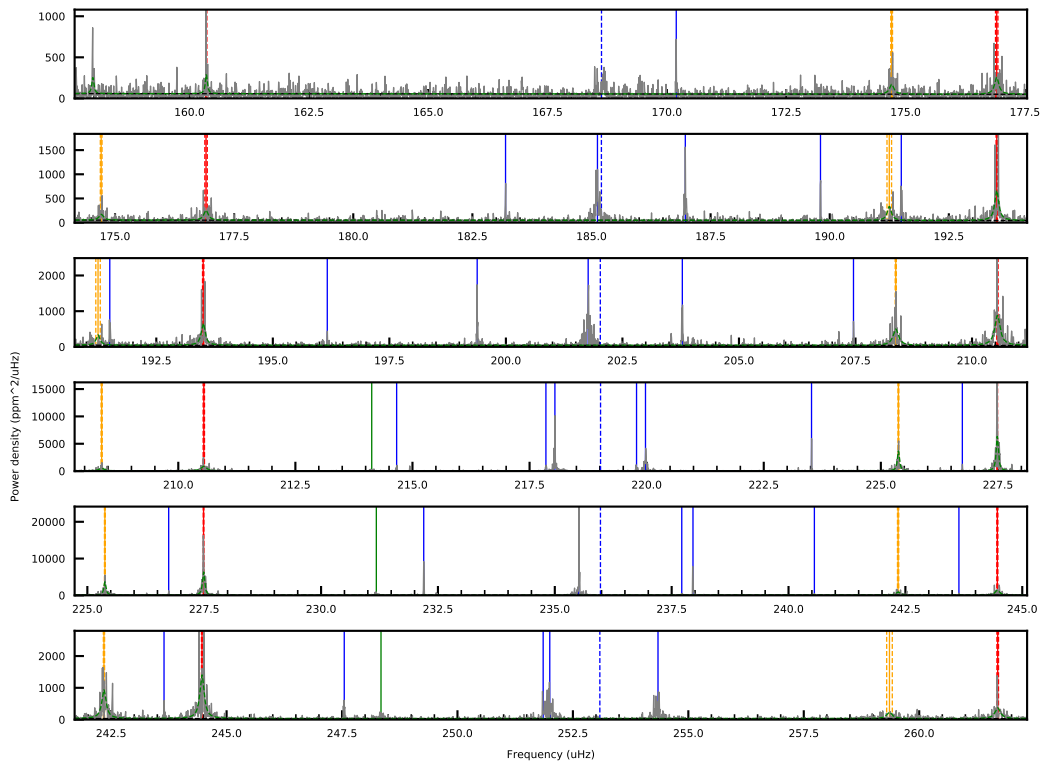 1000
500
0
160.0 162.5 165.0 167.5 170.0 172.5 175.0 177.5
1500
1000
500
0
175.0 177.5 180.0 182.5 185.0 187.5 190.0 192.5
2000
1000
0
192.5 195.0 197.5 200.0 202.5 205.0 207.5 210.0
Power density (ppm^2/uHz)
15000
10000
5000
0
210.0 212.5 215.0 217.5 220.0 222.5 225.0 227.5
20000
10000
0
225.0 227.5 230.0 232.5 235.0 237.5 240.0 242.5 245.0
2000
1000
0
242.5 245.0 247.5 250.0 252.5 255.0 257.5 260.0
Frequency (uHz)